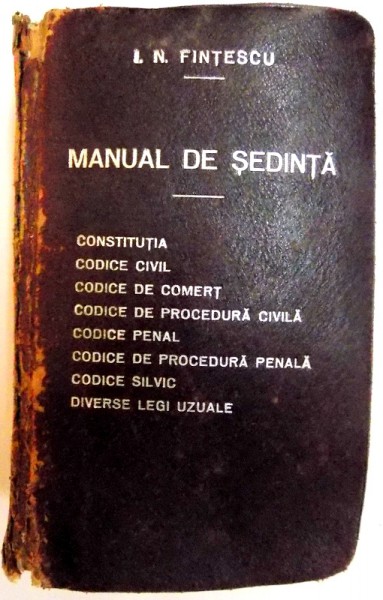 I. N. FINȚESCU
MANUAL DE ȘEDINȚĂ
CONSTITUȚIA
CODICE CIVIL
CODICE DE COMERȚ
CODICE DE PROCEDURĂ CIVILĂ
CODICE PENAL
CODICE DE PROCEDURĂ PENALĂ
CODICE SILVIC
DIVERSE LEGI UZUALE